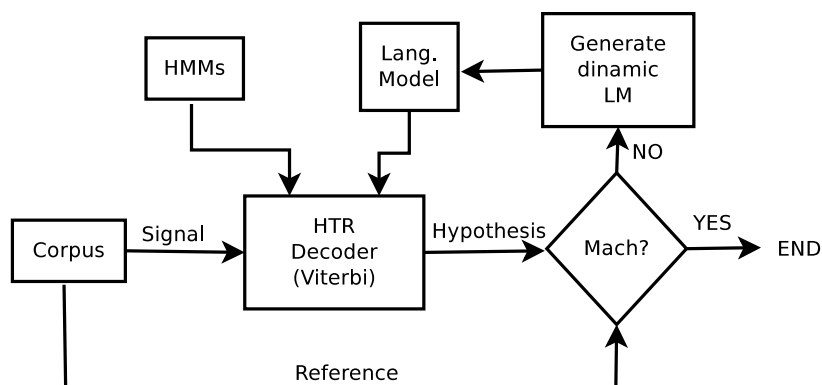 HMMs
Lang.
Model
Generate
dinamic
LM
NO
Corpus
Signal
HTR
Decoder
(Viterbi)
Hypothesis
Mach?
YES
END
Reference